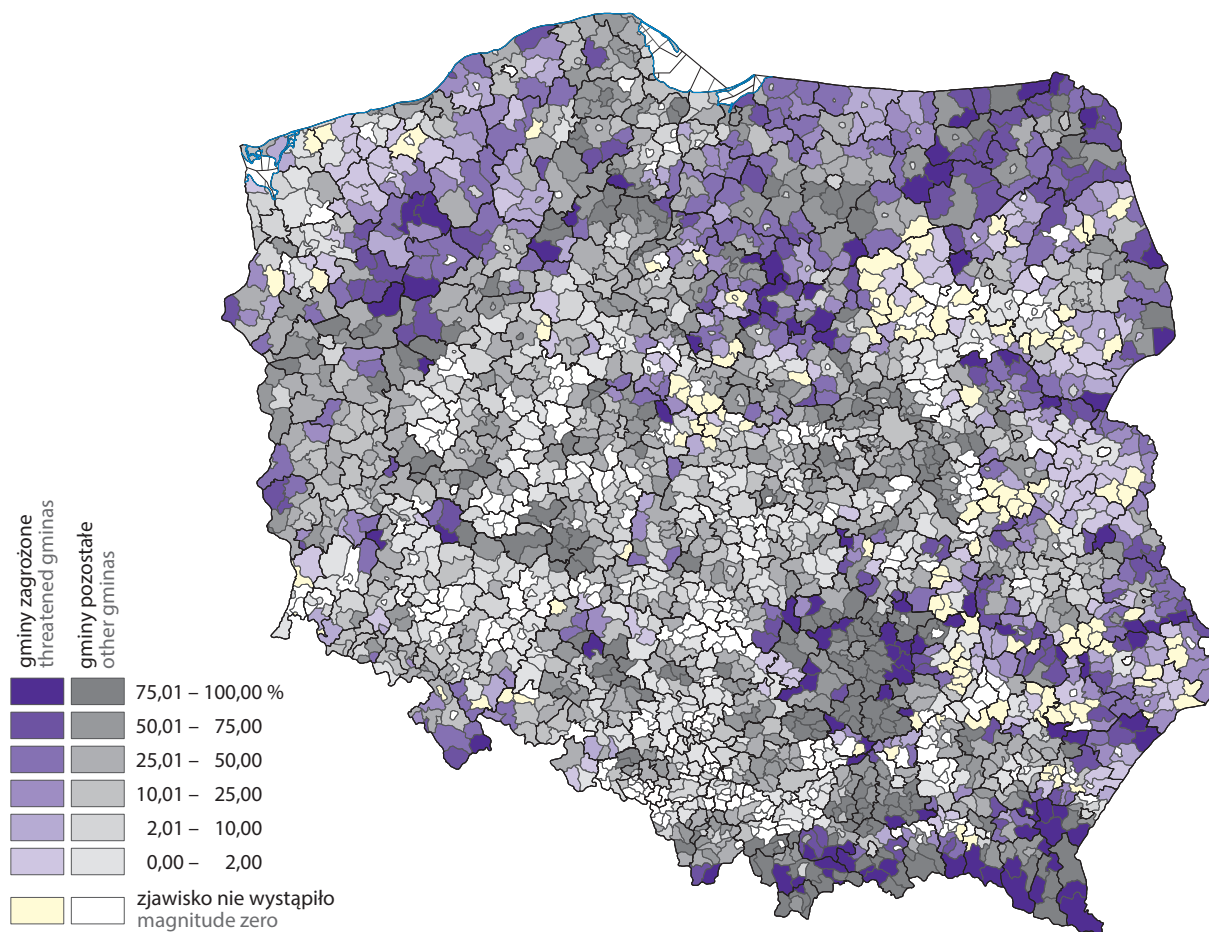 gminy zagrożone
threatened gminas
gminy pozostałe
other gminas
75,01 – 100,00 %
50,01 – 75,00
25,01 – 50,00
10,01 – 25,00
2,01 – 10,00
0,00 – 2,00
zjawisko nie wystąpiło
magnitude zero